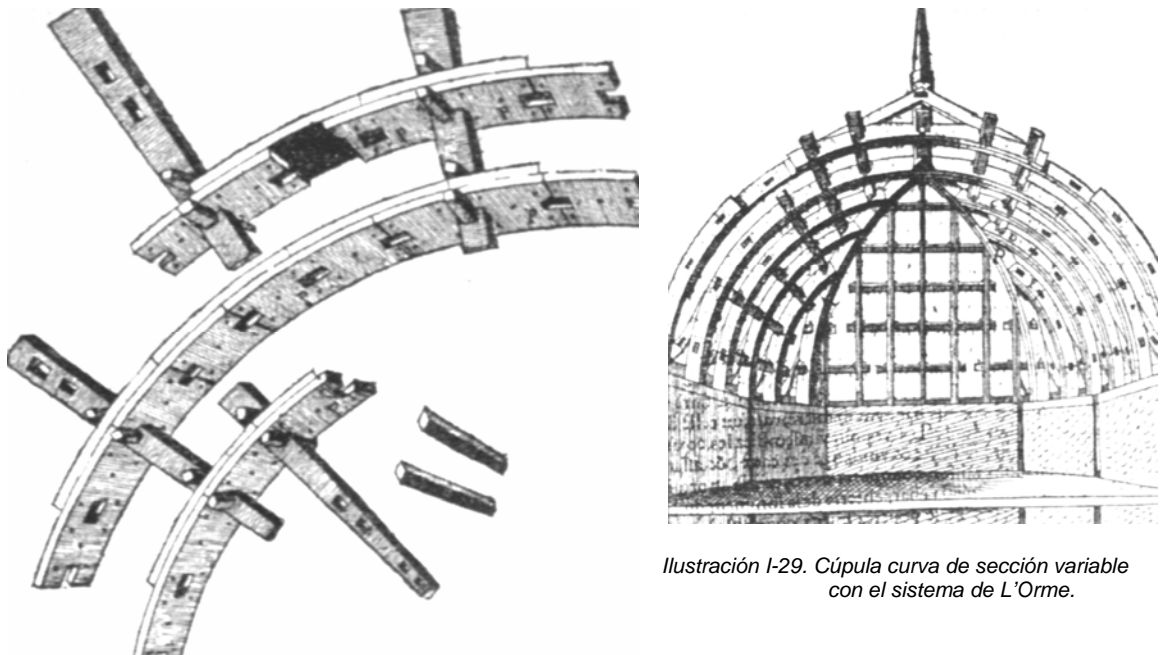 Ilustración I-29. Cúpula curva de sección variable
con el sistema de L’Orme.